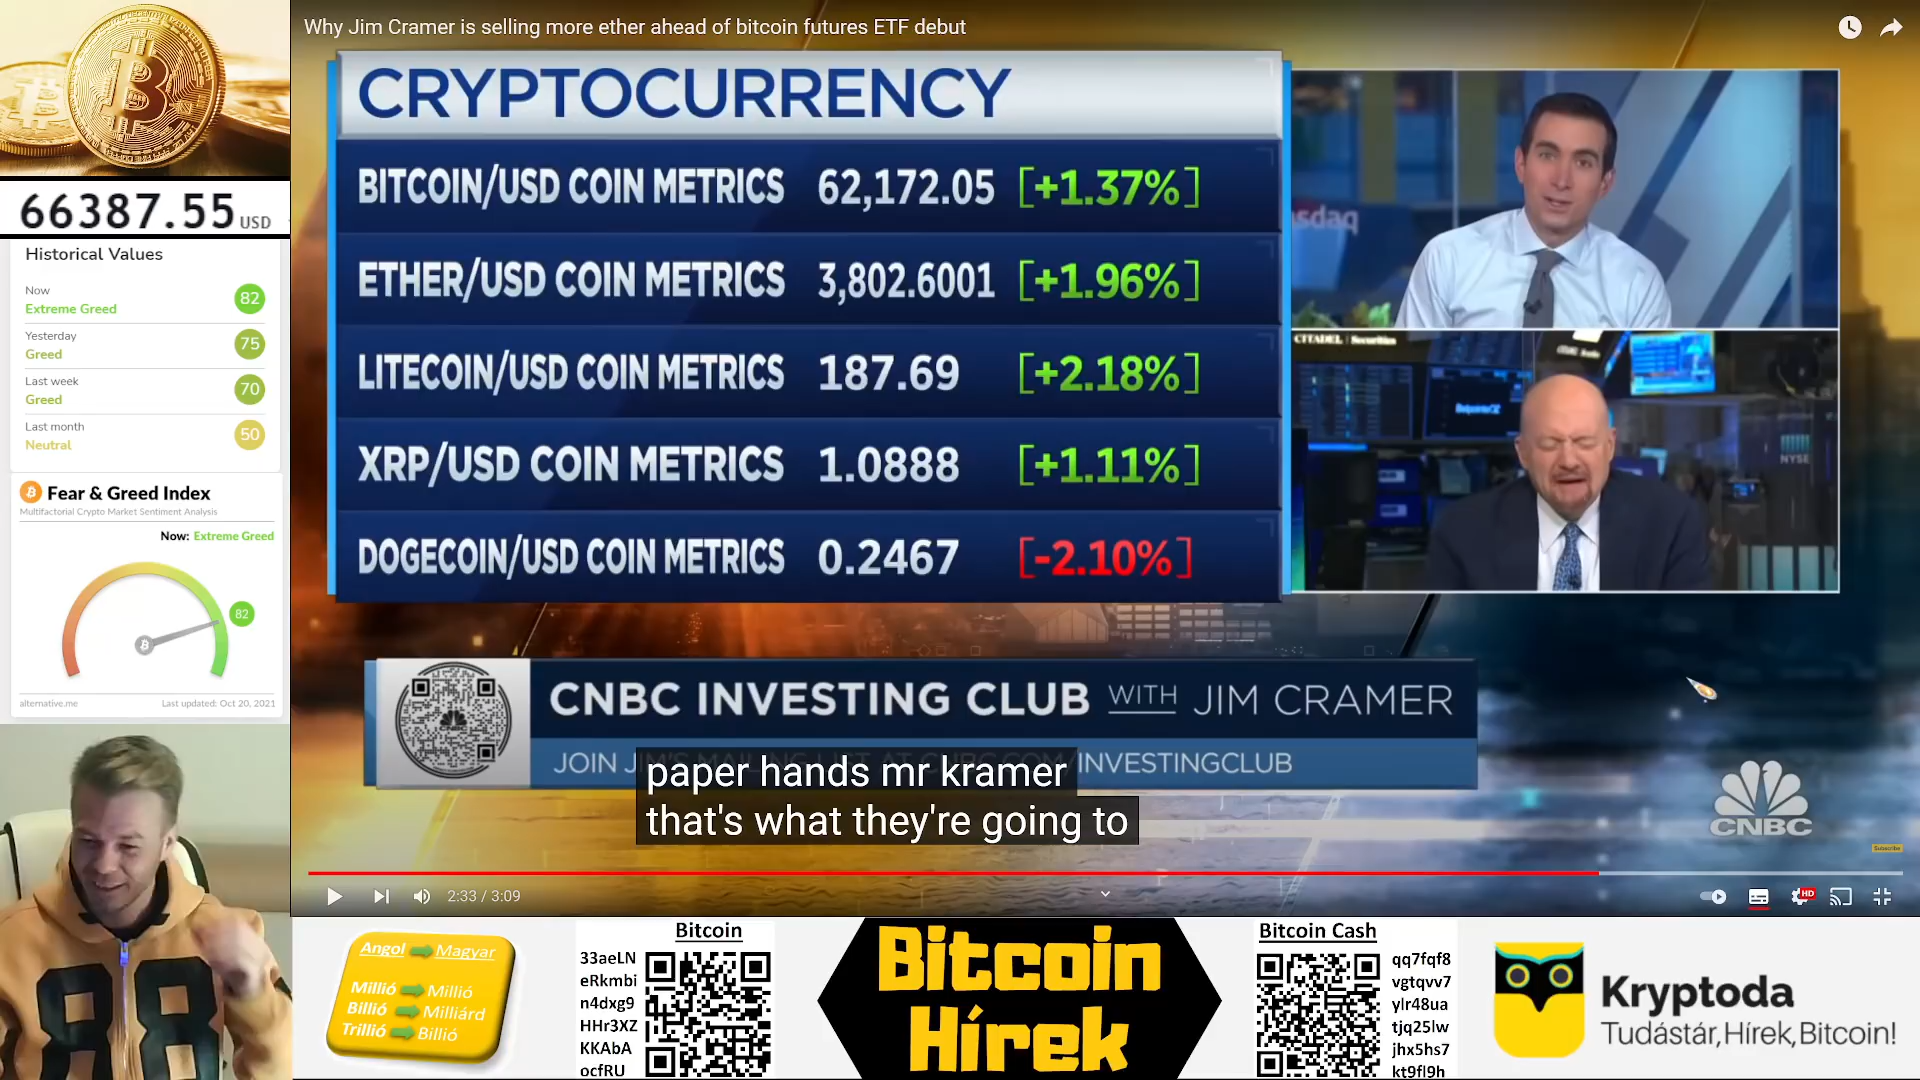 Why Jim Cramer is selling more ether ahead of bitcoin futures ETF debut
66387.55 USD
Historical Values
Now
Extreme Greed
82
Yesterday
Greed
75
Last week
Greed
70
Last month
Neutral
50
Fear & Greed Index
Multifactorial Crypto Market Sentiment Analysis
Now: Extreme Greed
82
alternative.me Last updated: Oct 20, 2021
CRYPTOCURRENCY
BITCOIN/USD COIN METRICS 62,172.05 [+1.37%]
ETHER/USD COIN METRICS 3,802.6001 [+1.96%]
LITECOIN/USD COIN METRICS 187.69 [+2.18%]
XRP/USD COIN METRICS 1.0888 [+1.11%]
DOGECOIN/USD COIN METRICS 0.2467 [-2.10%]
sdaq
CITADEL Securities
NYSE
CNBC INVESTING CLUB WITH JIM CRAMER
JOIN INVESTINGCLUB
paper hands mr kramer
that's what they're going to
CNBC
Subscribe
2:33 / 3:09
HD
88
Angol Magyar
Millió Millió
Billió Milliárd
Trillió Billió
Bitcoin
33aeLN
eRkmbi
n4dxg9
HHr3XZ
KKAbA
ocfRU
Bitcoin
Hírek
Bitcoin Cash
qq7fqf8
vgtqvv7
ylr48ua
tjq25lw
jhx5hs7
kt9fl9h
Kryptoda
Tudástár,Hírek,Bitcoin!